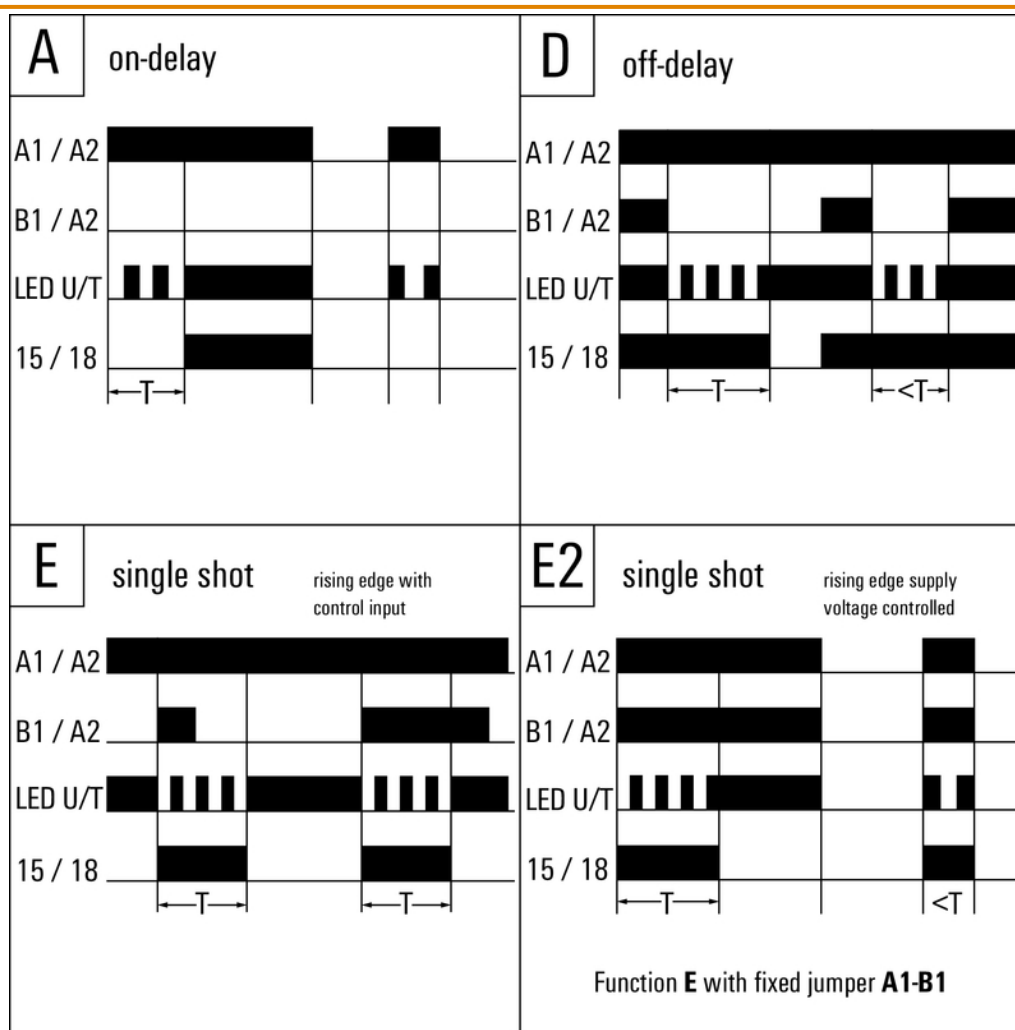 A on-delay
A1 / A2
B1 / A2
LED U/T
15 / 18
T
D off-delay
A1 / A2
B1 / A2
LED U/T
15 / 18
T <T
E single shot rising edge with
control input
A1 / A2
B1 / A2
LED U/T
15 / 18
T T
E2 single shot rising edge supply
voltage controlled
A1 / A2
B1 / A2
LED U/T
15 / 18
T <T
Function E with fixed jumper A1-B1